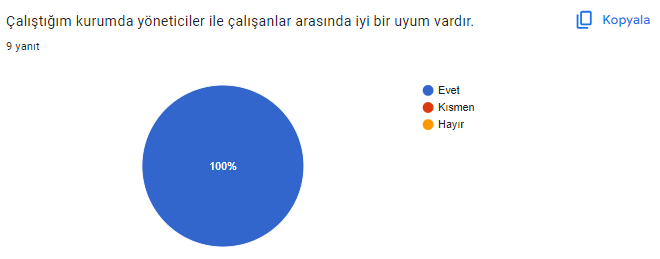 Çalıştığım kurumda yöneticiler ile çalışanlar arasında iyi bir uyum vardır.
Kopyala
9 yanıt
Evet
Kısmen
Hayır
100%